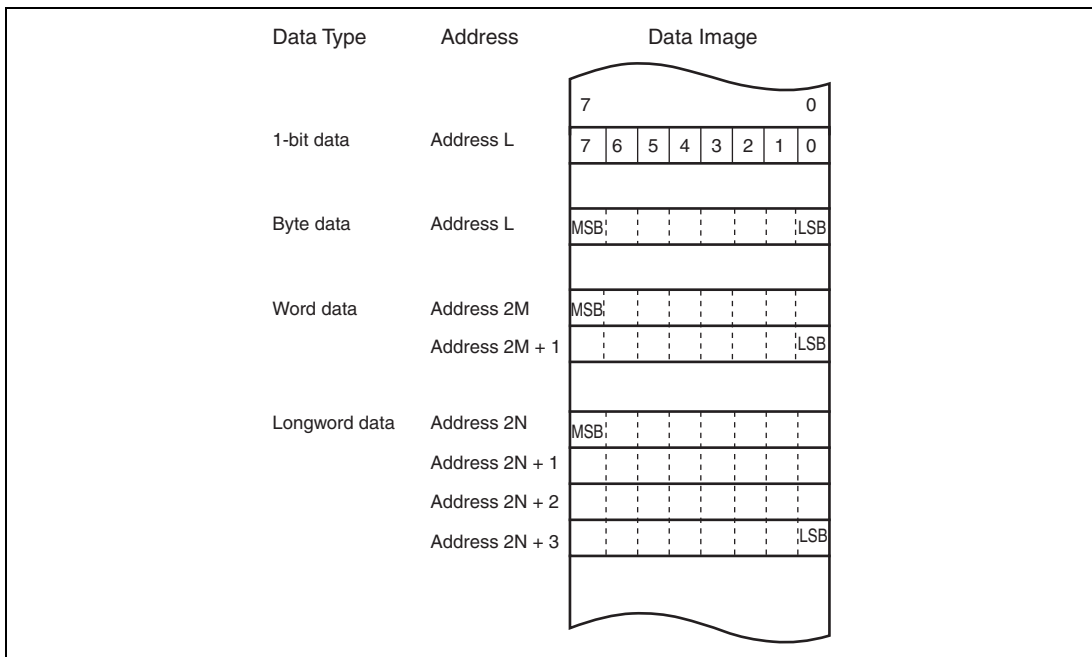 Data Type Address Data Image
7 0
1-bit data Address L 7 6 5 4 3 2 1 0
Byte data Address L MSB LSB
Word data Address 2M MSB
Address 2M + 1 LSB
Longword data Address 2N MSB
Address 2N + 1
Address 2N + 2
Address 2N + 3 LSB